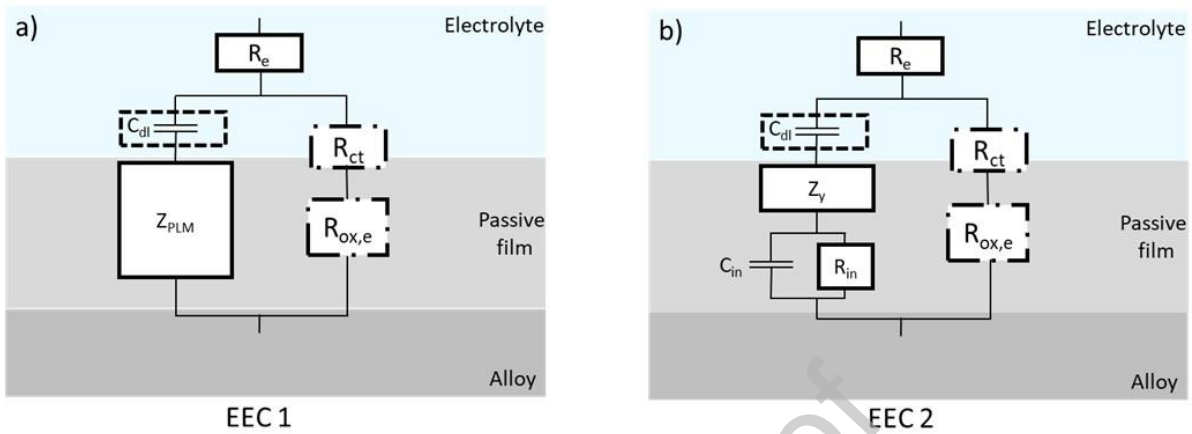 a)
Electrolyte
Re
Cdl
Rct
ZPLM
Rox,e
Passive
film
Alloy
EEC 1
b)
Electrolyte
Re
Cdl
Rct
Zy
Rox,e
Passive
film
Cin
Rin
Alloy
EEC 2